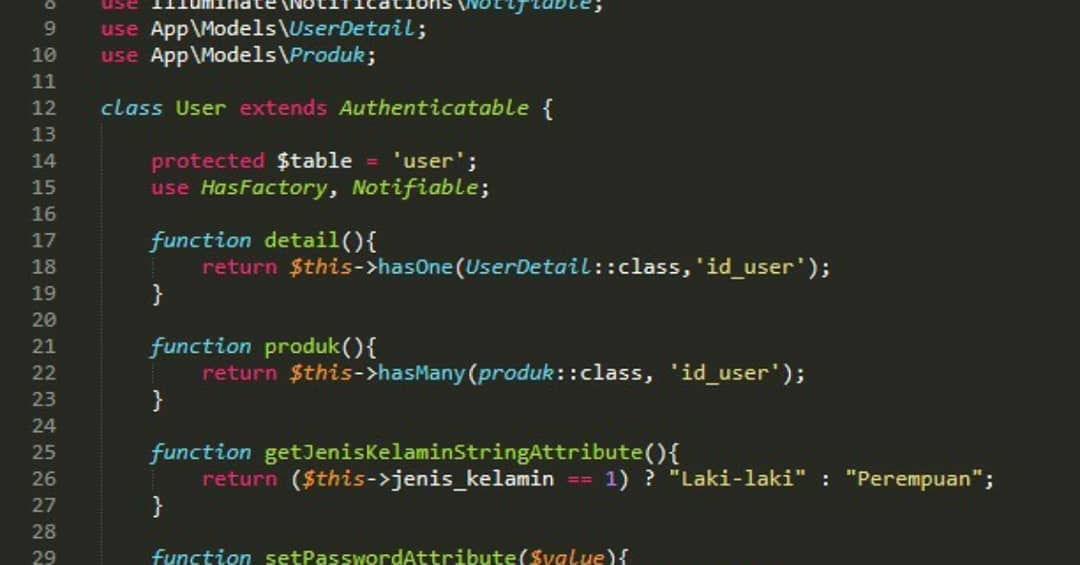 8 use Illuminate\Notifications\Notifiable;
9 use App\Models\UserDetail;
10 use App\Models\Produk;
11
12 class User extends Authenticatable {
13
14 protected $table = 'user';
15 use HasFactory, Notifiable;
16
17 function detail(){
18 return $this->hasOne(UserDetail::class,'id_user');
19 }
20
21 function produk(){
22 return $this->hasMany(produk::class, 'id_user');
23 }
24
25 function getJenisKelaminStringAttribute(){
26 return ($this->jenis_kelamin == 1) ? "Laki-laki" : "Perempuan";
27 }
28
29 function setPasswordAttribute($value){